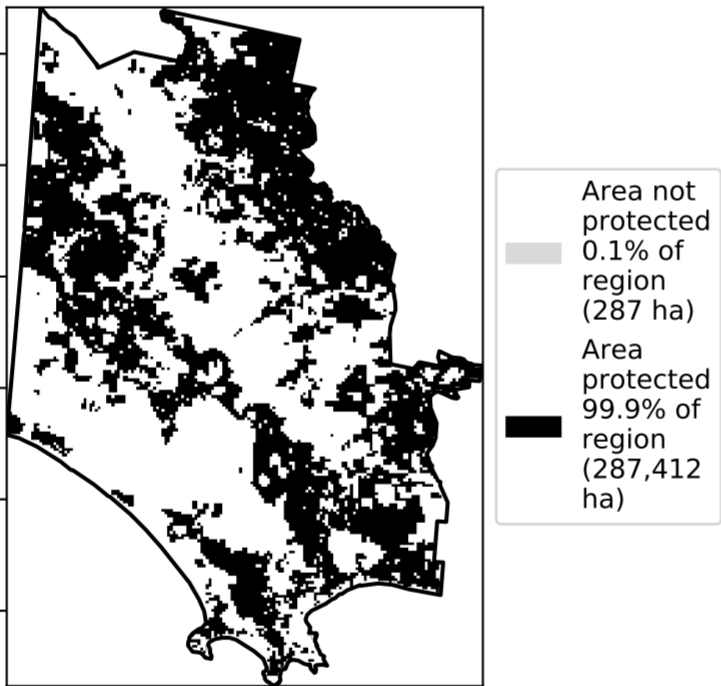 Area not
protected
0.1% of
region
(287 ha)
Area
protected
99.9% of
region
(287,412
ha)